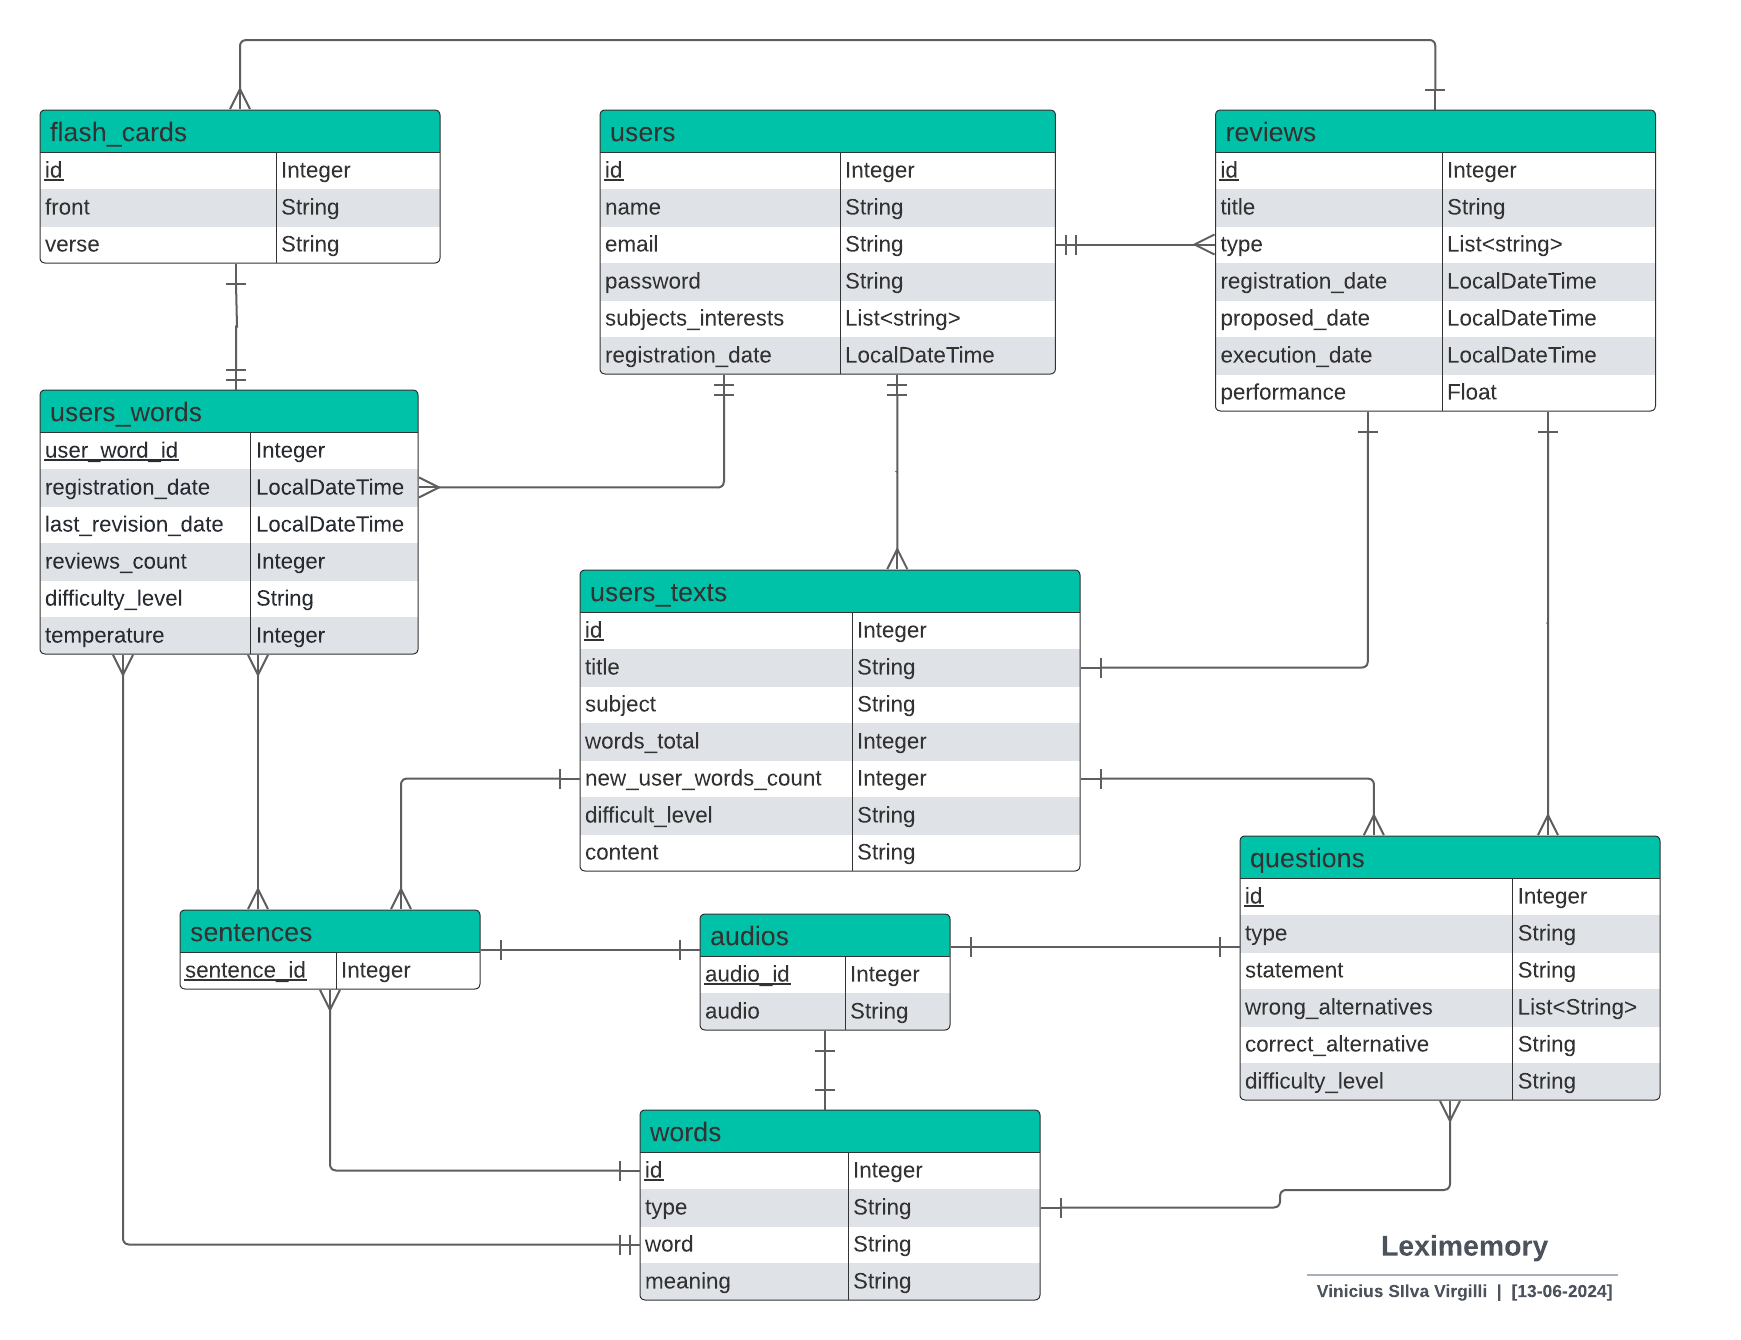 flash_cards
id Integer
front String
verse String
users
id Integer
name String
email String
password String
subjects_interests List<string>
registration_date LocalDateTime
reviews
id Integer
title String
type List<string>
registration_date LocalDateTime
proposed_date LocalDateTime
execution_date LocalDateTime
performance Float
users_words
user_word_id Integer
registration_date LocalDateTime
last_revision_date LocalDateTime
reviews_count Integer
difficulty_level String
temperature Integer
users_texts
id Integer
title String
subject String
words_total Integer
new_user_words_count Integer
difficult_level String
content String
questions
id Integer
type String
statement String
wrong_alternatives List<String>
correct_alternative String
difficulty_level String
sentences
sentence_id Integer
audios
audio_id Integer
audio String
words
id Integer
type String
word String
meaning String
Leximemory
Vinicius SIlva Virgilli | [13-06-2024]